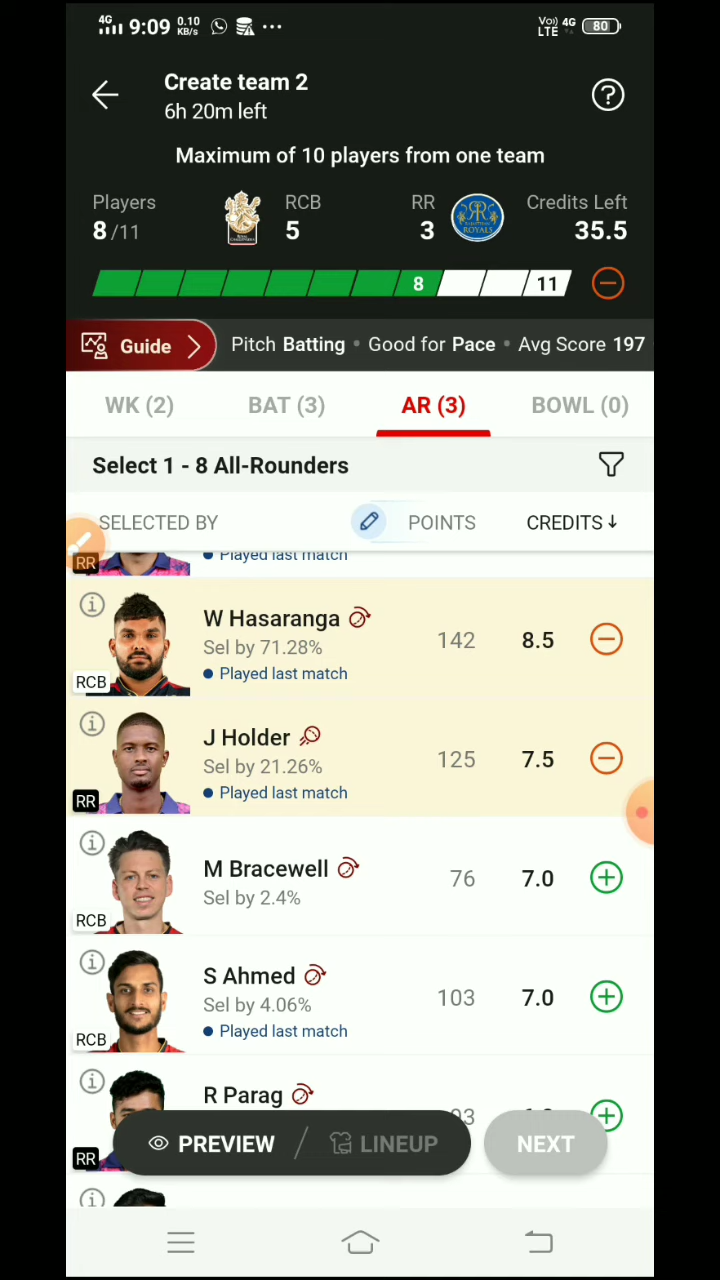 4G 9:09 0.10 KB/s Vo)) LTE 4G 80
Create team 2
6h 20m left
Maximum of 10 players from one team
Players RCB RR Credits Left
8/11 5 3 35.5
8 11
Guide Pitch Batting • Good for Pace • Avg Score 197
WK (2) BAT (3) AR (3) BOWL (0)
Select 1 - 8 All-Rounders
SELECTED BY POINTS CREDITS↓
RR Played last match
W Hasaranga
Sel by 71.28% 142 8.5
RCB Played last match
J Holder
Sel by 21.26% 125 7.5
RR Played last match
M Bracewell 76 7.0
Sel by 2.4%
RCB
S Ahmed
Sel by 4.06% 103 7.0
RCB Played last match
R Parag
PREVIEW / LINEUP NEXT
RR